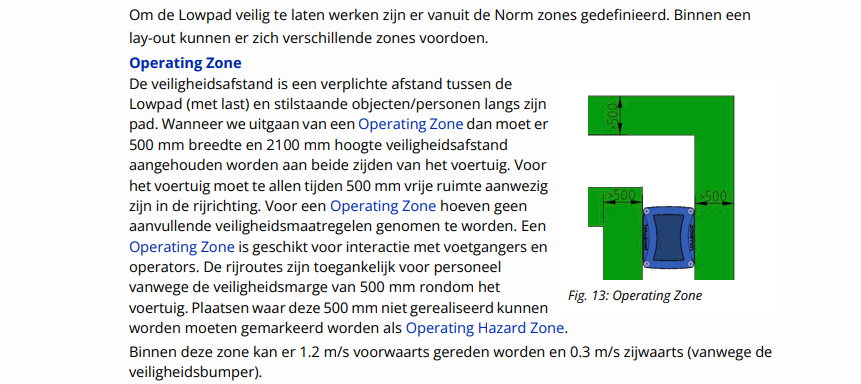 Om de Lowpad veilig te laten werken zijn er vanuit de Norm zones gedefinieerd. Binnen een
lay-out kunnen er zich verschillende zones voordoen.
Operating Zone
De veiligheidsafstand is een verplichte afstand tussen de
Lowpad (met last) en stilstaande objecten/personen langs zijn
pad. Wanneer we uitgaan van een Operating Zone dan moet er
500 mm breedte en 2100 mm hoogte veiligheidsafstand
aangehouden worden aan beide zijden van het voertuig. Voor
het voertuig moet te allen tijden 500 mm vrije ruimte aanwezig
zijn in de rijrichting. Voor een Operating Zone hoeven geen
aanvullende veiligheidsmaatregelen genomen te worden. Een
Operating Zone is geschikt voor interactie met voetgangers en
operators. De rijroutes zijn toegankelijk voor personeel
vanwege de veiligheidsmarge van 500 mm rondom het
voertuig. Plaatsen waar deze 500 mm niet gerealiseerd kunnen
worden moeten gemarkeerd worden als Operating Hazard Zone.
>500
>500
>500
Fig. 13: Operating Zone
Binnen deze zone kan er 1.2 m/s voorwaarts gereden worden en 0.3 m/s zijwaarts (vanwege de
veiligheidsbumper).